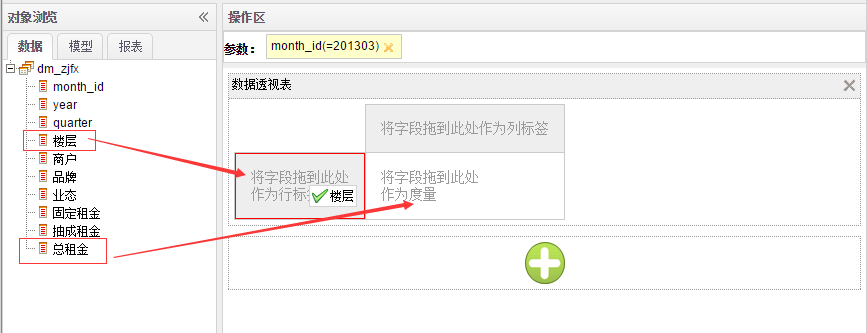 对象浏览
数据 模型 报表
dm_zjfx
month_id
year
quarter
楼层
商户
品牌
业态
固定租金
抽成租金
总租金
操作区
参数： month_id(=201303)
数据透视表
将字段拖到此处作为列标签
将字段拖到此处
作为行标
楼层
将字段拖到此处
作为度量